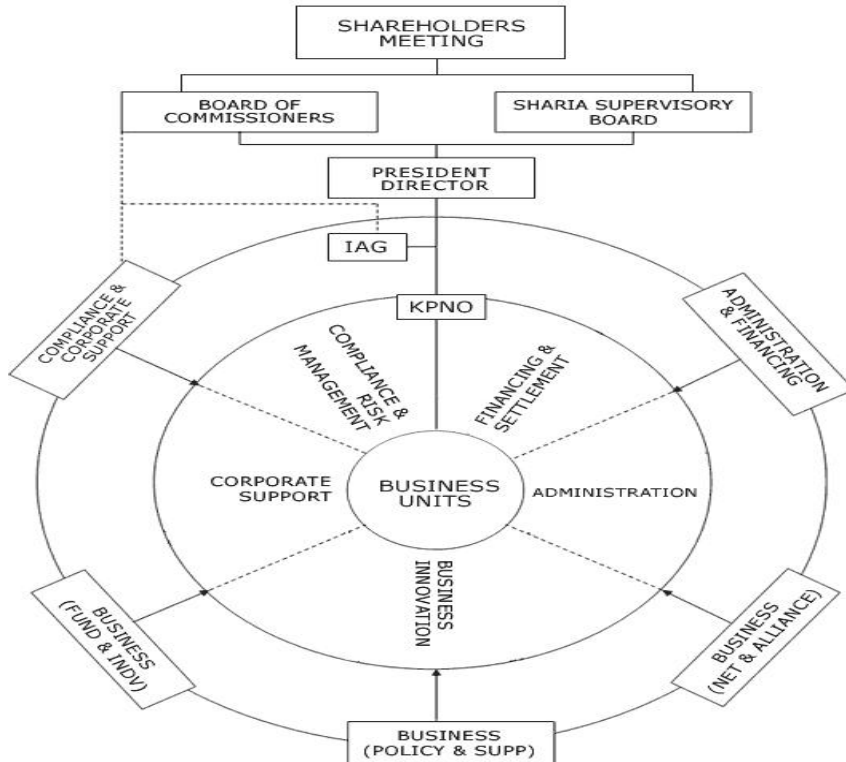 SHAREHOLDERS
MEETING
BOARD OF
COMMISSIONERS
SHARIA SUPERVISORY
BOARD
PRESIDENT
DIRECTOR
IAG
KPNO
COMPLIANCE &
CORPORATE
SUPPORT
ADMINISTRATION
& FINANCING
COMPLIANCE &
RISK
MANAGEMENT
FINANCING &
SETTLEMENT
CORPORATE
SUPPORT
BUSINESS
UNITS
ADMINISTRATION
BUSINESS
INNOVATION
BUSINESS
(FUND & INDV)
BUSINESS
(NET & ALLIANCE)
BUSINESS
(POLICY & SUPP)